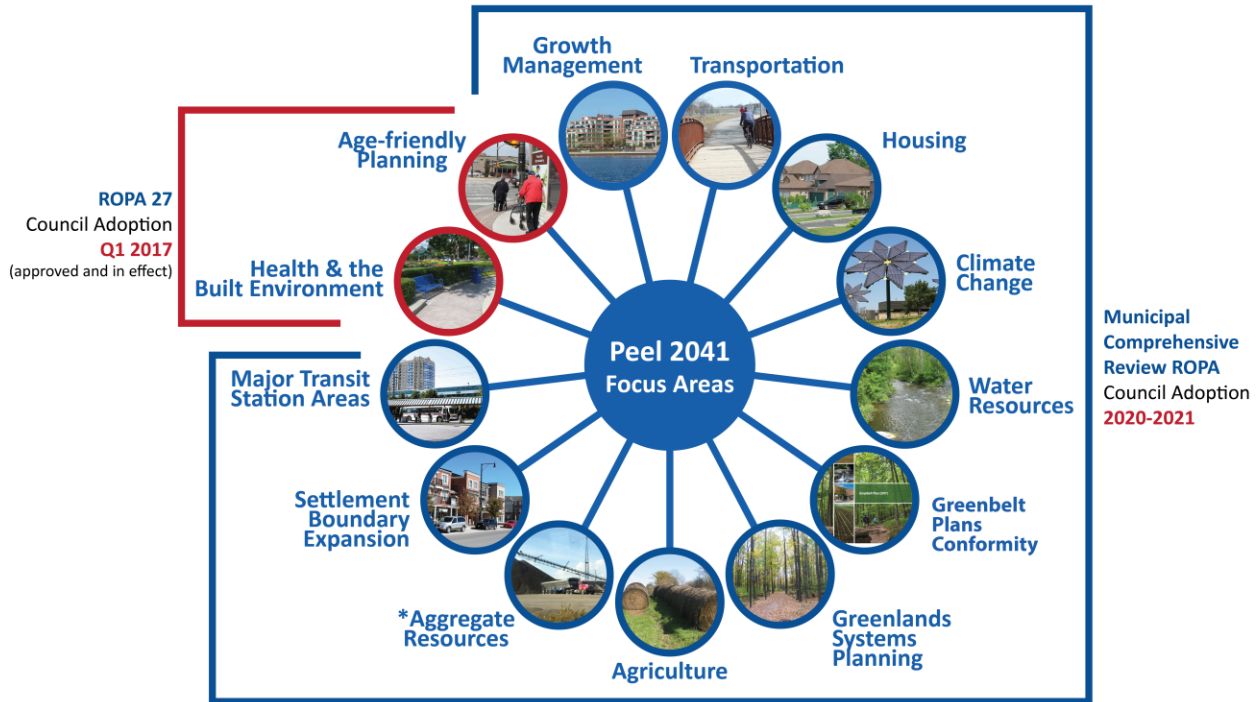 Growth
Management
Transportation
Age-friendly
Planning
Housing
ROPA 27
Council Adoption
Q1 2017
(approved and in effect)
Health & the
Built Environment
Climate
Change
Peel 2041
Focus Areas
Municipal
Comprehensive
Review ROPA
Council Adoption
2020-2021
Major Transit
Station Areas
Water
Resources
Settlement
Boundary
Expansion
Greenbelt
Plans
Conformity
*Aggregate
Resources
Agriculture
Greenlands
Systems
Planning